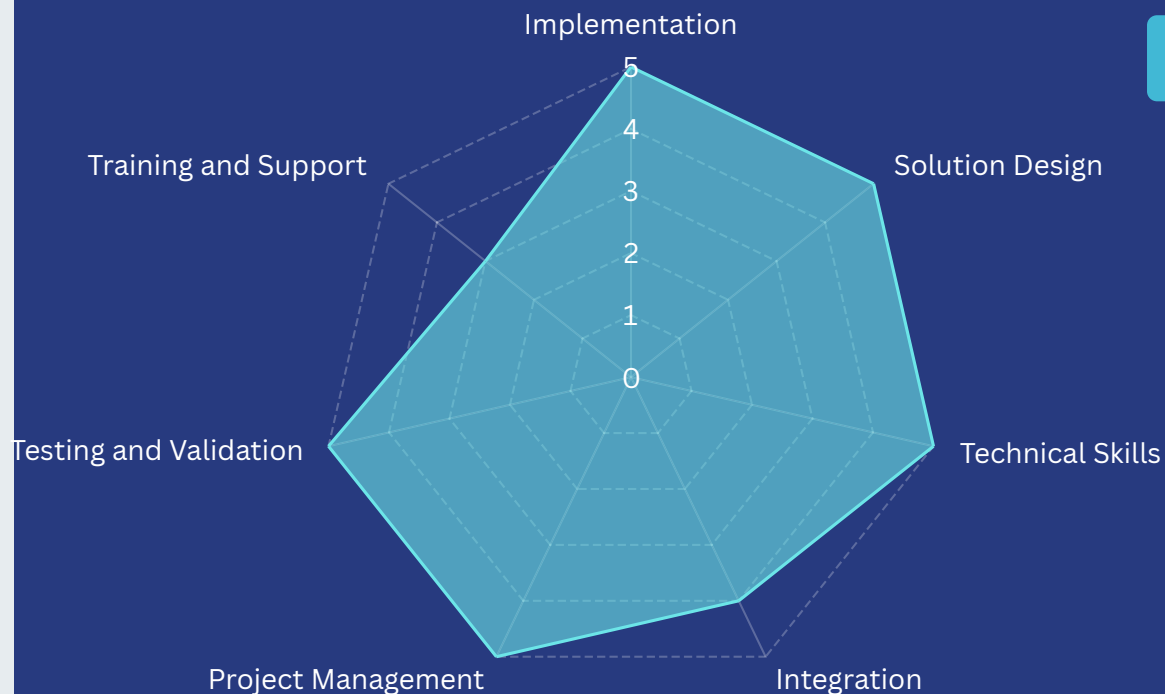 Implementation
5
Training and Support
4
Solution Design
3
2
1
0
Testing and Validation
Technical Skills
Project Management
Integration